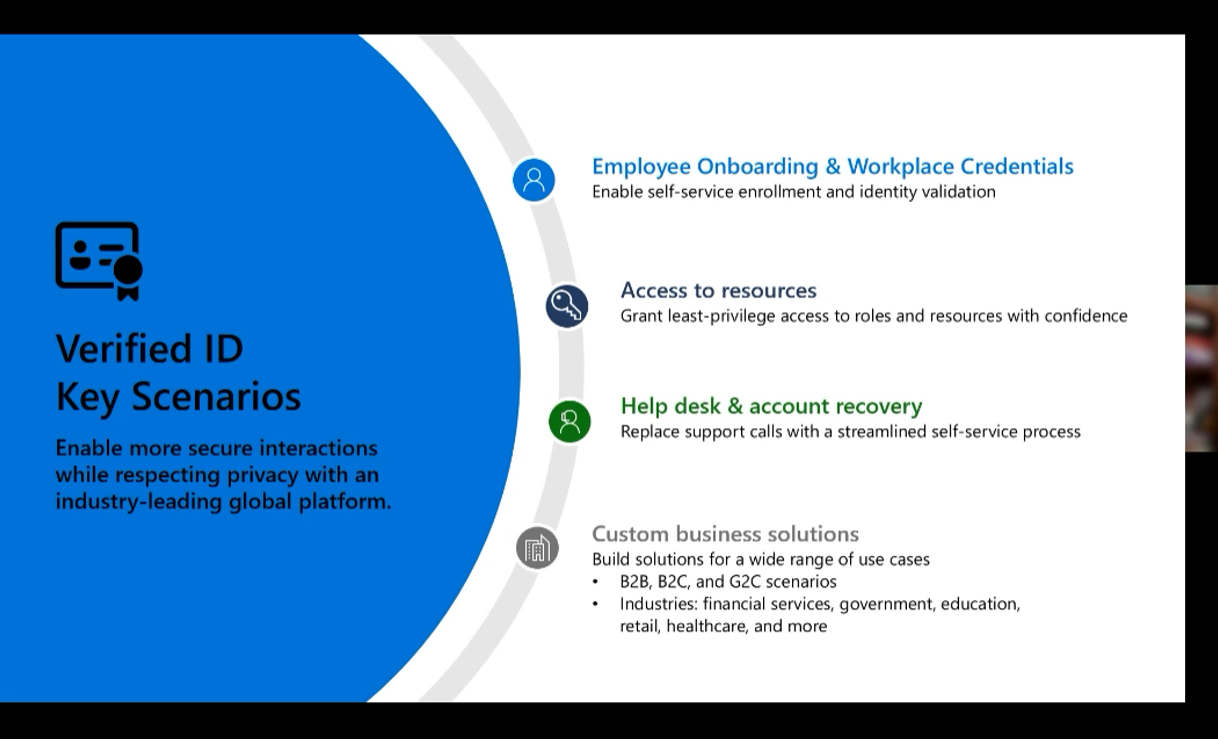 Verified ID
Key Scenarios
Enable more secure interactions
while respecting privacy with an
industry-leading global platform.
Employee Onboarding & Workplace Credentials
Enable self-service enrollment and identity validation
Access to resources
Grant least-privilege access to roles and resources with confidence
Help desk & account recovery
Replace support calls with a streamlined self-service process
Custom business solutions
Build solutions for a wide range of use cases
• B2B, B2C, and G2C scenarios
• Industries: financial services, government, education,
retail, healthcare, and more